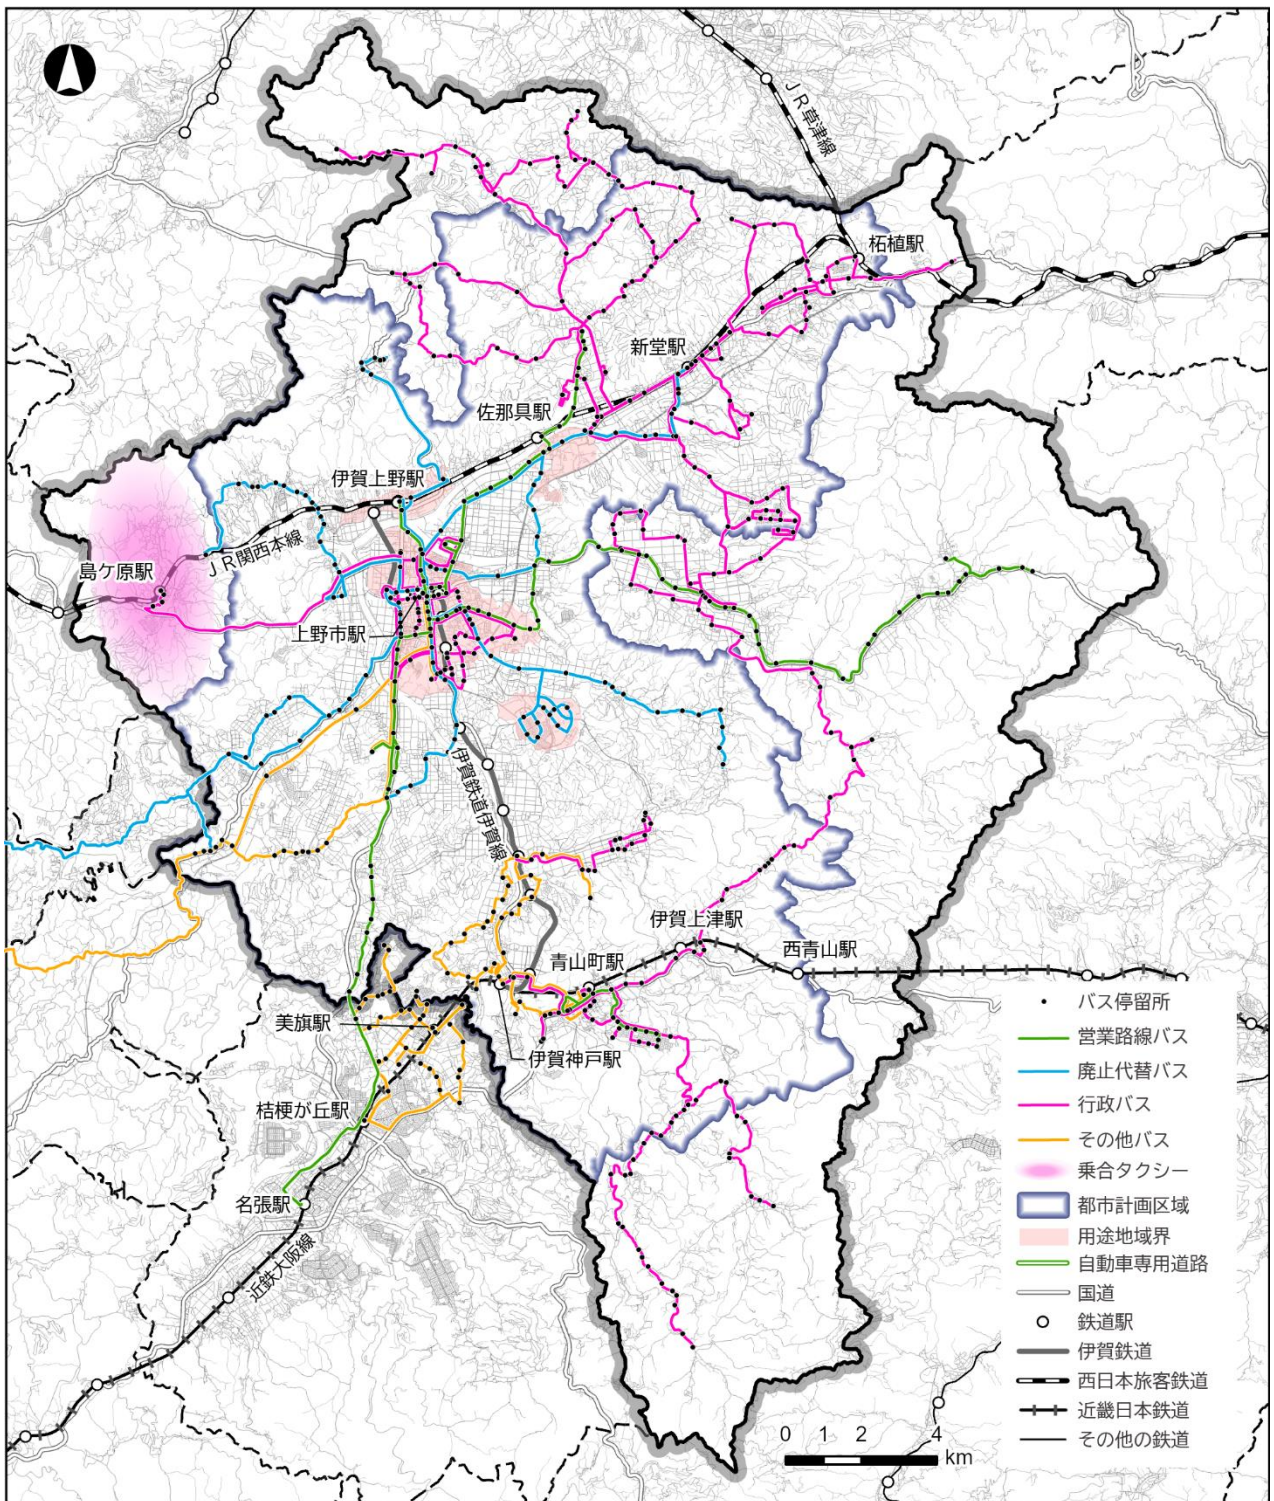 ＪＲ草津線
柘植駅
新堂駅
佐那具駅
伊賀上野駅
ＪＲ関西本線
島ケ原駅
上野市駅
伊賀鉄道伊賀線
伊賀上津駅
西青山駅
青山町駅
美旗駅
伊賀神戸駅
桔梗が丘駅
名張駅
近鉄大阪線
バス停留所
営業路線バス
廃止代替バス
行政バス
その他バス
乗合タクシー
都市計画区域
用途地域界
自動車専用道路
国道
鉄道駅
伊賀鉄道
西日本旅客鉄道
近畿日本鉄道
その他の鉄道
0 1 2 4
km